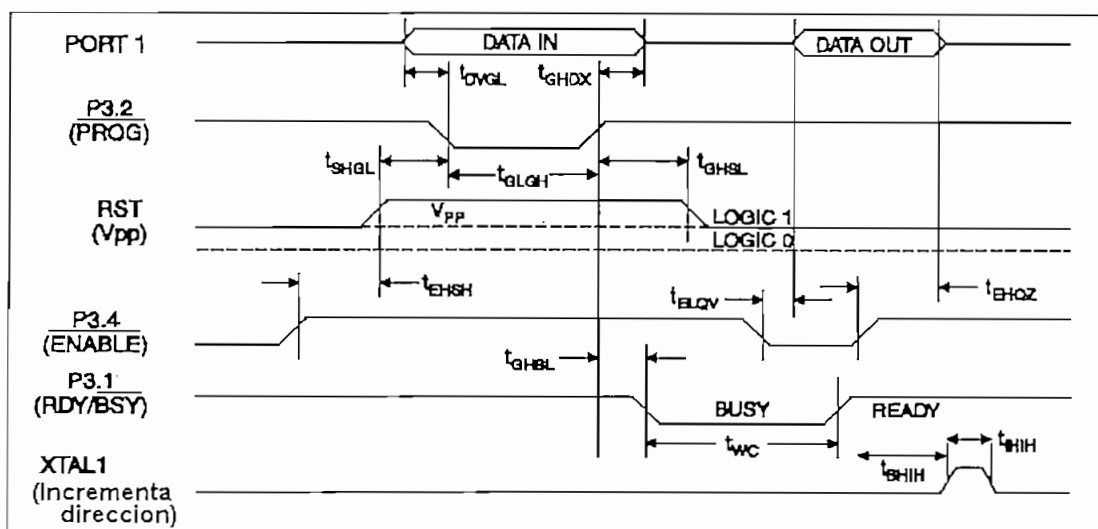 PORT 1
DATA IN
DATA OUT
tDVGL
tGHDX
P3.2
(PROG)
tSHGL
tGLGH
tGHSL
RST
(Vpp)
VPP
LOGIC 1
LOGIC 0
tEHSH
tELQV
tEHQZ
P3.4
(ENABLE)
tGHBL
P3.1
(RDY/BSY)
BUSY
READY
tWC
tBHIH
tIHIH
XTAL1
(Incrementa
direccion)